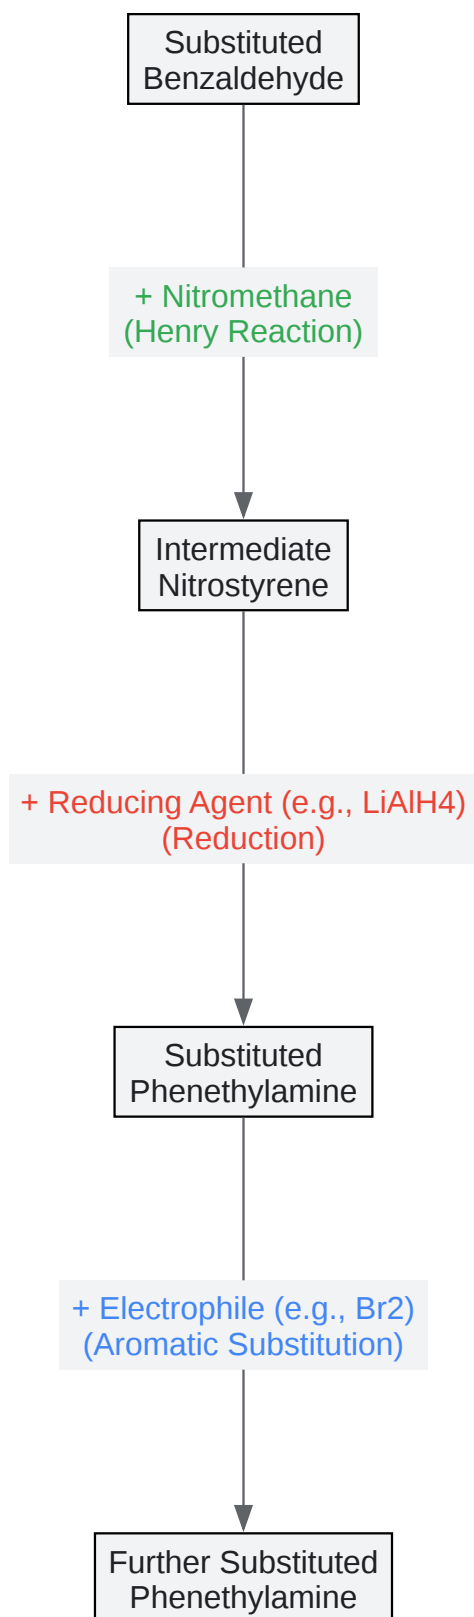 Substituted
Benzaldehyde
+ Nitromethane
(Henry Reaction)
Intermediate
Nitrostyrene
+ Reducing Agent (e.g., LiAlH4)
(Reduction)
Substituted
Phenethylamine
+ Electrophile (e.g., Br2)
(Aromatic Substitution)
Further Substituted
Phenethylamine